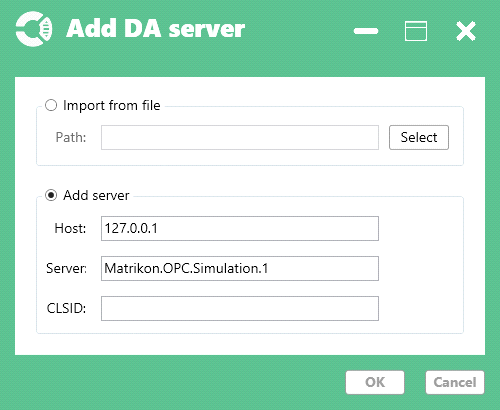 Add DA server
Import from file
Path:
Select
Add server
Host: 127.0.0.1
Server: Matrikon.OPC.Simulation.1
CLSID:
OK Cancel